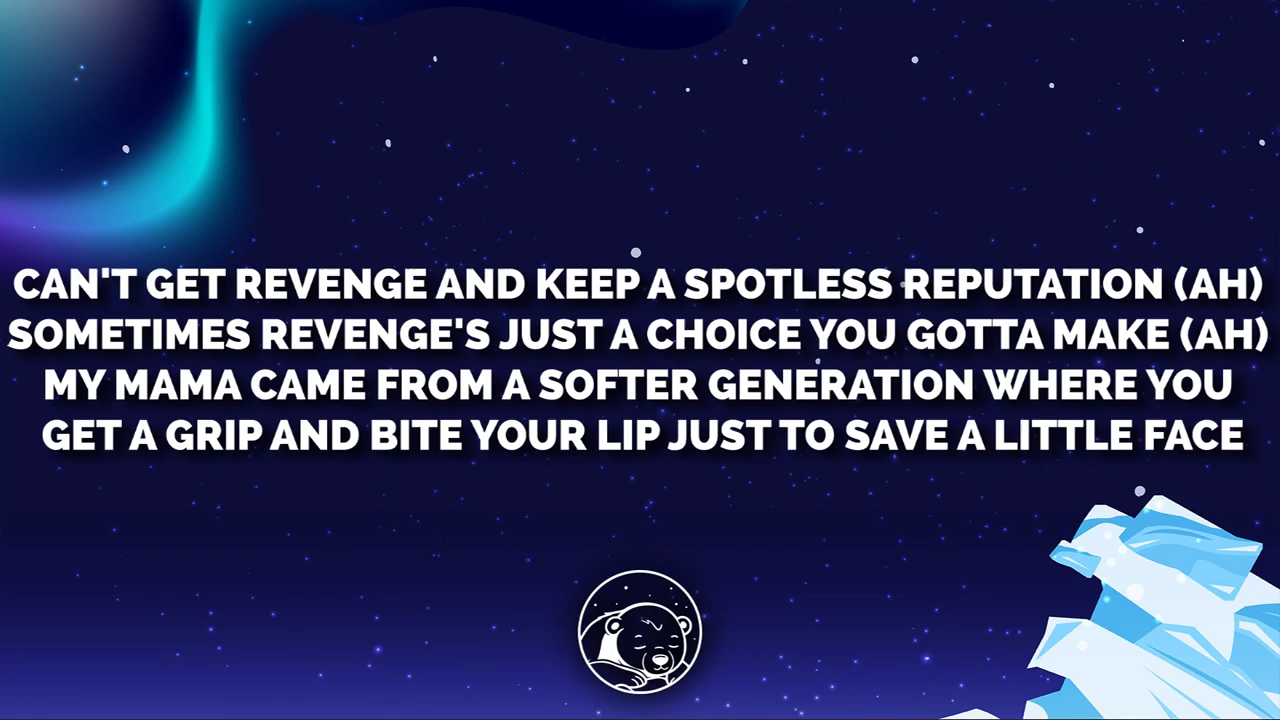 CAN'T GET REVENGE AND KEEP A SPOTLESS REPUTATION (AH)
SOMETIMES REVENGE'S JUST A CHOICE YOU GOTTA MAKE (AH)
MY MAMA CAME FROM A SOFTER GENERATION WHERE YOU
GET A GRIP AND BITE YOUR LIP JUST TO SAVE A LITTLE FACE